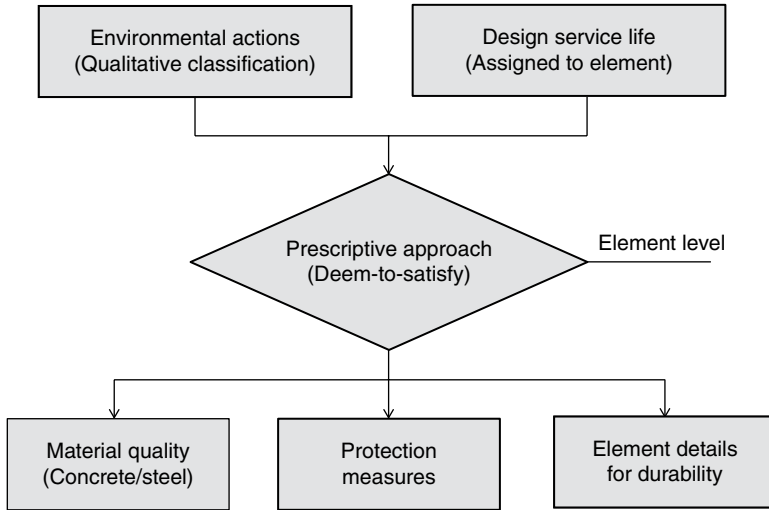 Environmental actions
(Qualitative classification)
Design service life
(Assigned to element)
Prescriptive approach
(Deem-to-satisfy)
Element level
Material quality
(Concrete/steel)
Protection
measures
Element details
for durability